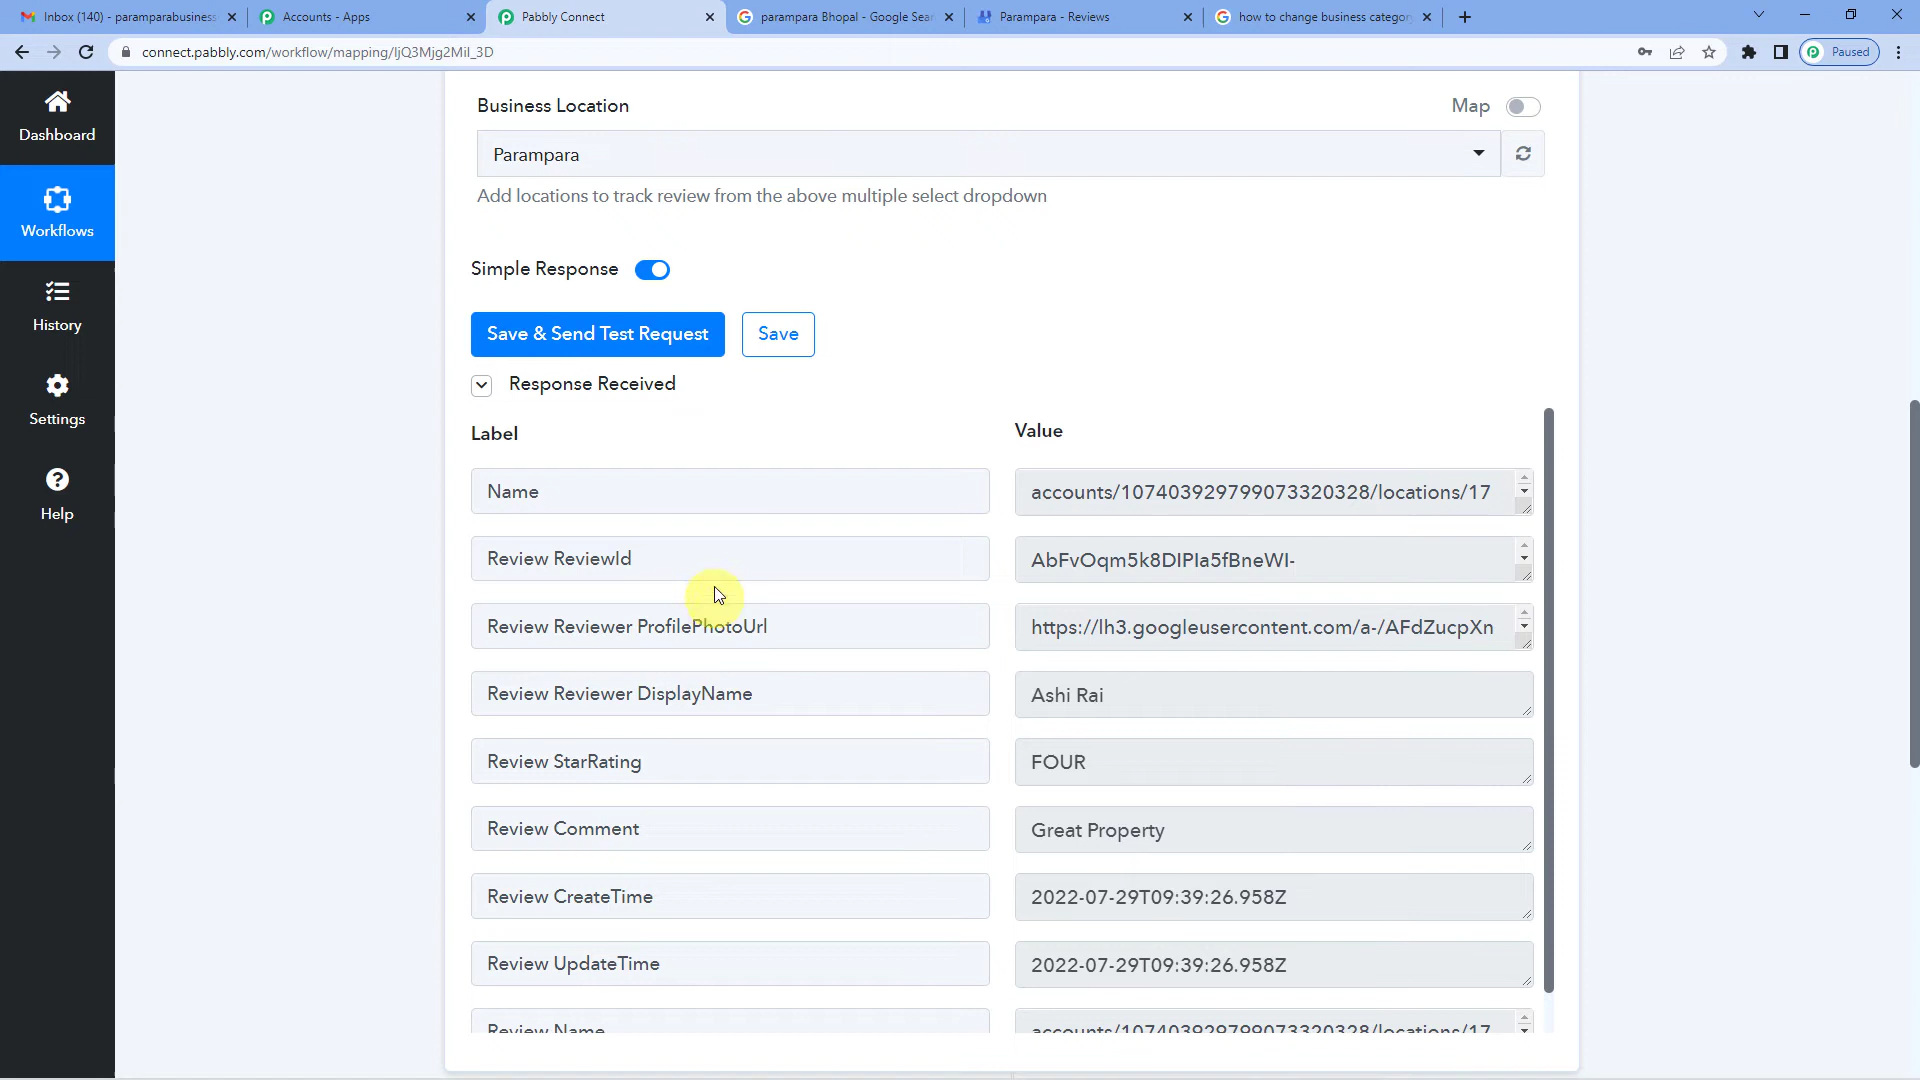 Inbox (140) - paramparabusiness
Accounts - Apps
Pabbly Connect
parampara Bhopal - Google Sear
Parampara - Reviews
how to change business category
connect.pabbly.com/workflow/mapping/IjQ3Mjg2MiI_3D
Paused
Dashboard
Workflows
History
Settings
Help
Business Location
Map
Parampara
Add locations to track review from the above multiple select dropdown
Simple Response
Save & Send Test Request
Save
Response Received
Label
Value
Name
accounts/107403929799073320328/locations/17
Review ReviewId
AbFvOqm5k8DIPIa5fBneWI-
Review Reviewer ProfilePhotoUrl
https://lh3.googleusercontent.com/a-/AFdZucpXn
Review Reviewer DisplayName
Ashi Rai
Review StarRating
FOUR
Review Comment
Great Property
Review CreateTime
2022-07-29T09:39:26.958Z
Review UpdateTime
2022-07-29T09:39:26.958Z
Review Name
accounts/107403929799073320328/locations/17